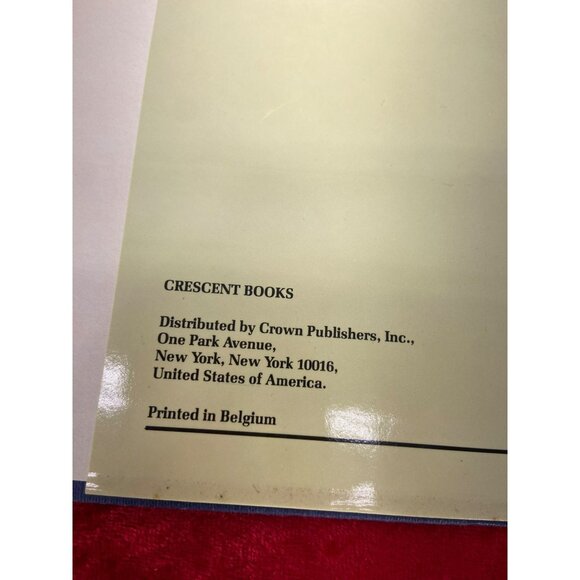 CRESCENT BOOKS
Distributed by Crown Publishers, Inc.,
One Park Avenue,
New York, New York 10016,
United States of America.
Printed in Belgium